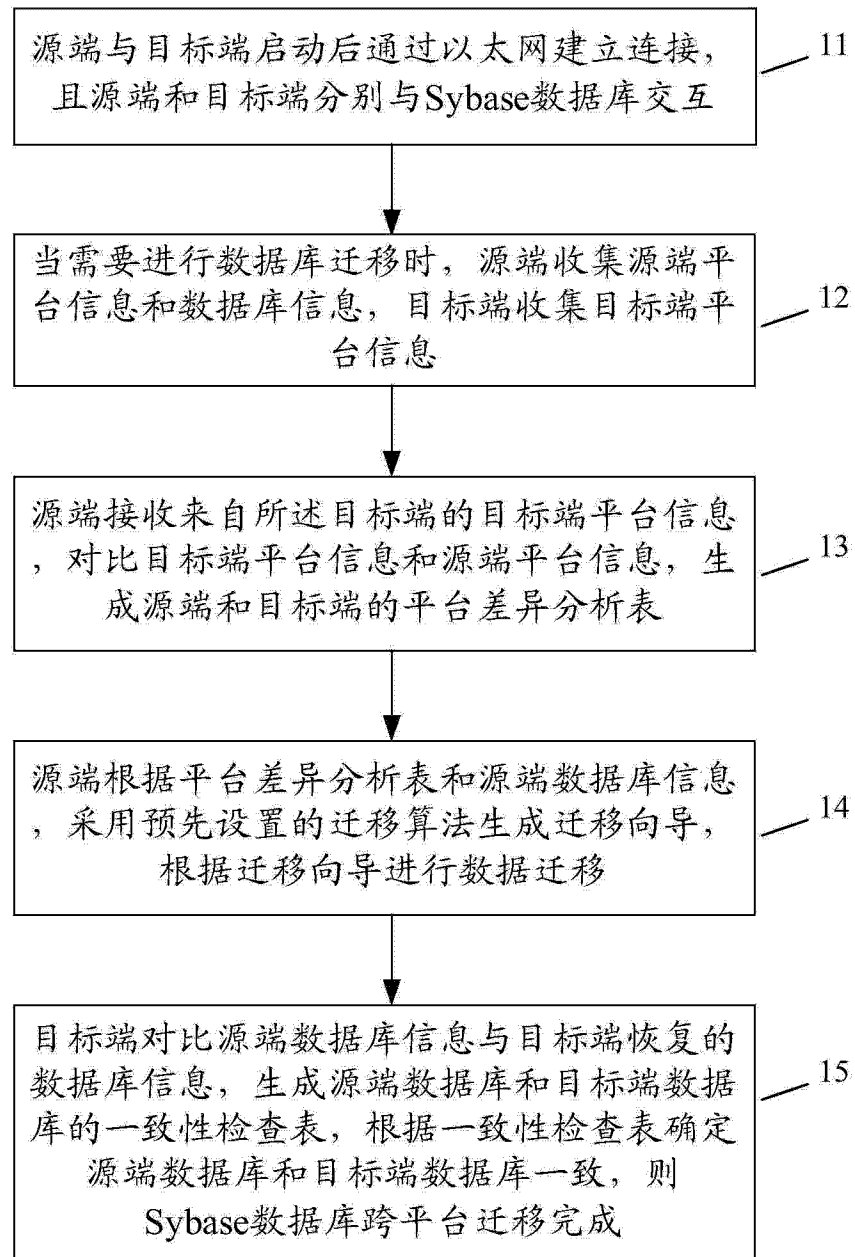 源端与目标端启动后通过以太网建立连接，
且源端和目标端分别与Sybase数据库交互
11
当需要进行数据库迁移时，源端收集源端平
台信息和数据库信息，目标端收集目标端平
台信息
12
源端接收来自所述目标端的目标端平台信息
，对比目标端平台信息和源端平台信息，生
成源端和目标端的平台差异分析表
13
源端根据平台差异分析表和源端数据库信息
，采用预先设置的迁移算法生成迁移向导，
根据迁移向导进行数据迁移
14
目标端对比源端数据库信息与目标端恢复的
数据库信息，生成源端数据库和目标端数据
库的一致性检查表，根据一致性检查表确定
源端数据库和目标端数据库一致，则
Sybase数据库跨平台迁移完成
15